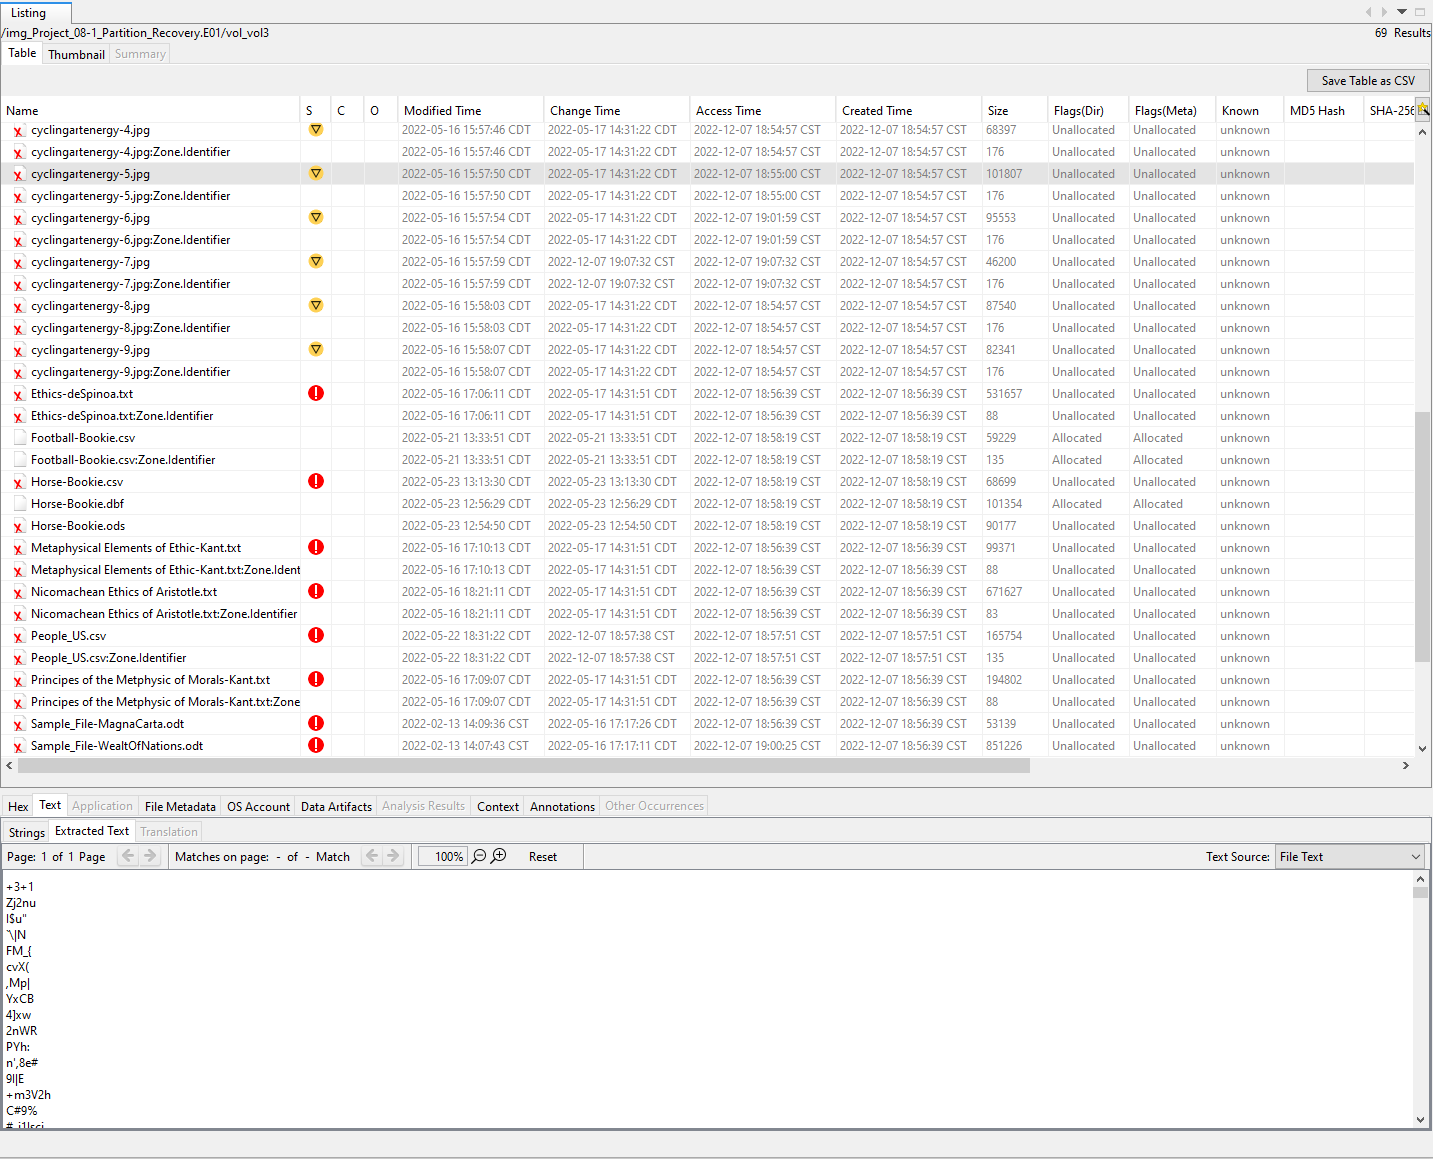 Listing
/img_Project_08-1_Partition_Recovery.E01/vol_vol3 69 Results
Table Thumbnail Summary
Save Table as CSV
Name S C O Modified Time Change Time Access Time Created Time Size Flags(Dir) Flags(Meta) Known MD5 Hash SHA-256
cyclingartenergy-4.jpg 2022-05-16 15:57:46 CDT 2022-05-17 14:31:22 CDT 2022-12-07 18:54:57 CST 2022-12-07 18:54:57 CST 68397 Unallocated Unallocated unknown
cyclingartenergy-4.jpg:Zone.Identifier 2022-05-16 15:57:46 CDT 2022-05-17 14:31:22 CDT 2022-12-07 18:54:57 CST 2022-12-07 18:54:57 CST 176 Unallocated Unallocated unknown
cyclingartenergy-5.jpg 2022-05-16 15:57:50 CDT 2022-05-17 14:31:22 CDT 2022-12-07 18:55:00 CST 2022-12-07 18:54:57 CST 101807 Unallocated Unallocated unknown
cyclingartenergy-5.jpg:Zone.Identifier 2022-05-16 15:57:50 CDT 2022-05-17 14:31:22 CDT 2022-12-07 18:55:00 CST 2022-12-07 18:54:57 CST 176 Unallocated Unallocated unknown
cyclingartenergy-6.jpg 2022-05-16 15:57:54 CDT 2022-05-17 14:31:22 CDT 2022-12-07 19:01:59 CST 2022-12-07 18:54:57 CST 95553 Unallocated Unallocated unknown
cyclingartenergy-6.jpg:Zone.Identifier 2022-05-16 15:57:54 CDT 2022-05-17 14:31:22 CDT 2022-12-07 19:01:59 CST 2022-12-07 18:54:57 CST 176 Unallocated Unallocated unknown
cyclingartenergy-7.jpg 2022-05-16 15:57:59 CDT 2022-12-07 19:07:32 CST 2022-12-07 19:07:32 CST 2022-12-07 18:54:57 CST 46200 Unallocated Unallocated unknown
cyclingartenergy-7.jpg:Zone.Identifier 2022-05-16 15:57:59 CDT 2022-12-07 19:07:32 CST 2022-12-07 19:07:32 CST 2022-12-07 18:54:57 CST 176 Unallocated Unallocated unknown
cyclingartenergy-8.jpg 2022-05-16 15:58:03 CDT 2022-05-17 14:31:22 CDT 2022-12-07 18:54:57 CST 2022-12-07 18:54:57 CST 87540 Unallocated Unallocated unknown
cyclingartenergy-8.jpg:Zone.Identifier 2022-05-16 15:58:03 CDT 2022-05-17 14:31:22 CDT 2022-12-07 18:54:57 CST 2022-12-07 18:54:57 CST 176 Unallocated Unallocated unknown
cyclingartenergy-9.jpg 2022-05-16 15:58:07 CDT 2022-05-17 14:31:22 CDT 2022-12-07 18:54:57 CST 2022-12-07 18:54:57 CST 82341 Unallocated Unallocated unknown
cyclingartenergy-9.jpg:Zone.Identifier 2022-05-16 15:58:07 CDT 2022-05-17 14:31:22 CDT 2022-12-07 18:54:57 CST 2022-12-07 18:54:57 CST 176 Unallocated Unallocated unknown
Ethics-deSpinoa.txt 2022-05-16 17:06:11 CDT 2022-05-17 14:31:51 CDT 2022-12-07 18:56:39 CST 2022-12-07 18:56:39 CST 531657 Unallocated Unallocated unknown
Ethics-deSpinoa.txt:Zone.Identifier 2022-05-16 17:06:11 CDT 2022-05-17 14:31:51 CDT 2022-12-07 18:56:39 CST 2022-12-07 18:56:39 CST 88 Unallocated Unallocated unknown
Football-Bookie.csv 2022-05-21 13:33:51 CDT 2022-05-21 13:33:51 CDT 2022-12-07 18:58:19 CST 2022-12-07 18:58:19 CST 59229 Allocated Allocated unknown
Football-Bookie.csv:Zone.Identifier 2022-05-21 13:33:51 CDT 2022-05-21 13:33:51 CDT 2022-12-07 18:58:19 CST 2022-12-07 18:58:19 CST 135 Allocated Allocated unknown
Horse-Bookie.csv 2022-05-23 13:13:30 CDT 2022-05-23 13:13:30 CDT 2022-12-07 18:58:19 CST 2022-12-07 18:58:19 CST 68699 Unallocated Unallocated unknown
Horse-Bookie.dbf 2022-05-23 12:56:29 CDT 2022-05-23 12:56:29 CDT 2022-12-07 18:58:19 CST 2022-12-07 18:58:19 CST 101354 Allocated Allocated unknown
Horse-Bookie.ods 2022-05-23 12:54:50 CDT 2022-05-23 12:54:50 CDT 2022-12-07 18:58:19 CST 2022-12-07 18:58:19 CST 90177 Unallocated Unallocated unknown
Metaphysical Elements of Ethic-Kant.txt 2022-05-16 17:10:13 CDT 2022-05-17 14:31:51 CDT 2022-12-07 18:56:39 CST 2022-12-07 18:56:39 CST 99371 Unallocated Unallocated unknown
Metaphysical Elements of Ethic-Kant.txt:Zone.Ident 2022-05-16 17:10:13 CDT 2022-05-17 14:31:51 CDT 2022-12-07 18:56:39 CST 2022-12-07 18:56:39 CST 88 Unallocated Unallocated unknown
Nicomachean Ethics of Aristotle.txt 2022-05-16 18:21:11 CDT 2022-05-17 14:31:51 CDT 2022-12-07 18:56:39 CST 2022-12-07 18:56:39 CST 671627 Unallocated Unallocated unknown
Nicomachean Ethics of Aristotle.txt:Zone.Identifier 2022-05-16 18:21:11 CDT 2022-05-17 14:31:51 CDT 2022-12-07 18:56:39 CST 2022-12-07 18:56:39 CST 83 Unallocated Unallocated unknown
People_US.csv 2022-05-22 18:31:22 CDT 2022-12-07 18:57:38 CST 2022-12-07 18:57:51 CST 2022-12-07 18:57:51 CST 165754 Unallocated Unallocated unknown
People_US.csv:Zone.Identifier 2022-05-22 18:31:22 CDT 2022-12-07 18:57:38 CST 2022-12-07 18:57:51 CST 2022-12-07 18:57:51 CST 135 Unallocated Unallocated unknown
Principes of the Metphysic of Morals-Kant.txt 2022-05-16 17:09:07 CDT 2022-05-17 14:31:51 CDT 2022-12-07 18:56:39 CST 2022-12-07 18:56:39 CST 194802 Unallocated Unallocated unknown
Principes of the Metphysic of Morals-Kant.txt:Zone 2022-05-16 17:09:07 CDT 2022-05-17 14:31:51 CDT 2022-12-07 18:56:39 CST 2022-12-07 18:56:39 CST 88 Unallocated Unallocated unknown
Sample_File-MagnaCarta.odt 2022-02-13 14:09:36 CST 2022-05-16 17:17:26 CDT 2022-12-07 18:56:39 CST 2022-12-07 18:56:39 CST 53139 Unallocated Unallocated unknown
Sample_File-WealtOfNations.odt 2022-02-13 14:07:43 CST 2022-05-16 17:17:11 CDT 2022-12-07 19:00:25 CST 2022-12-07 18:56:39 CST 851226 Unallocated Unallocated unknown
Hex Text Application File Metadata OS Account Data Artifacts Analysis Results Context Annotations Other Occurrences
Strings Extracted Text Translation
Page: 1 of 1 Page Matches on page: - of - Match 100% Reset Text Source: File Text
+3+1
Zj2nu
I$u"
`\|N
FM_{
cvX(
,Mp|
YxCB
4]xw
2nWR
PYh:
n',8e#
9l|E
+m3V2h
C#9%